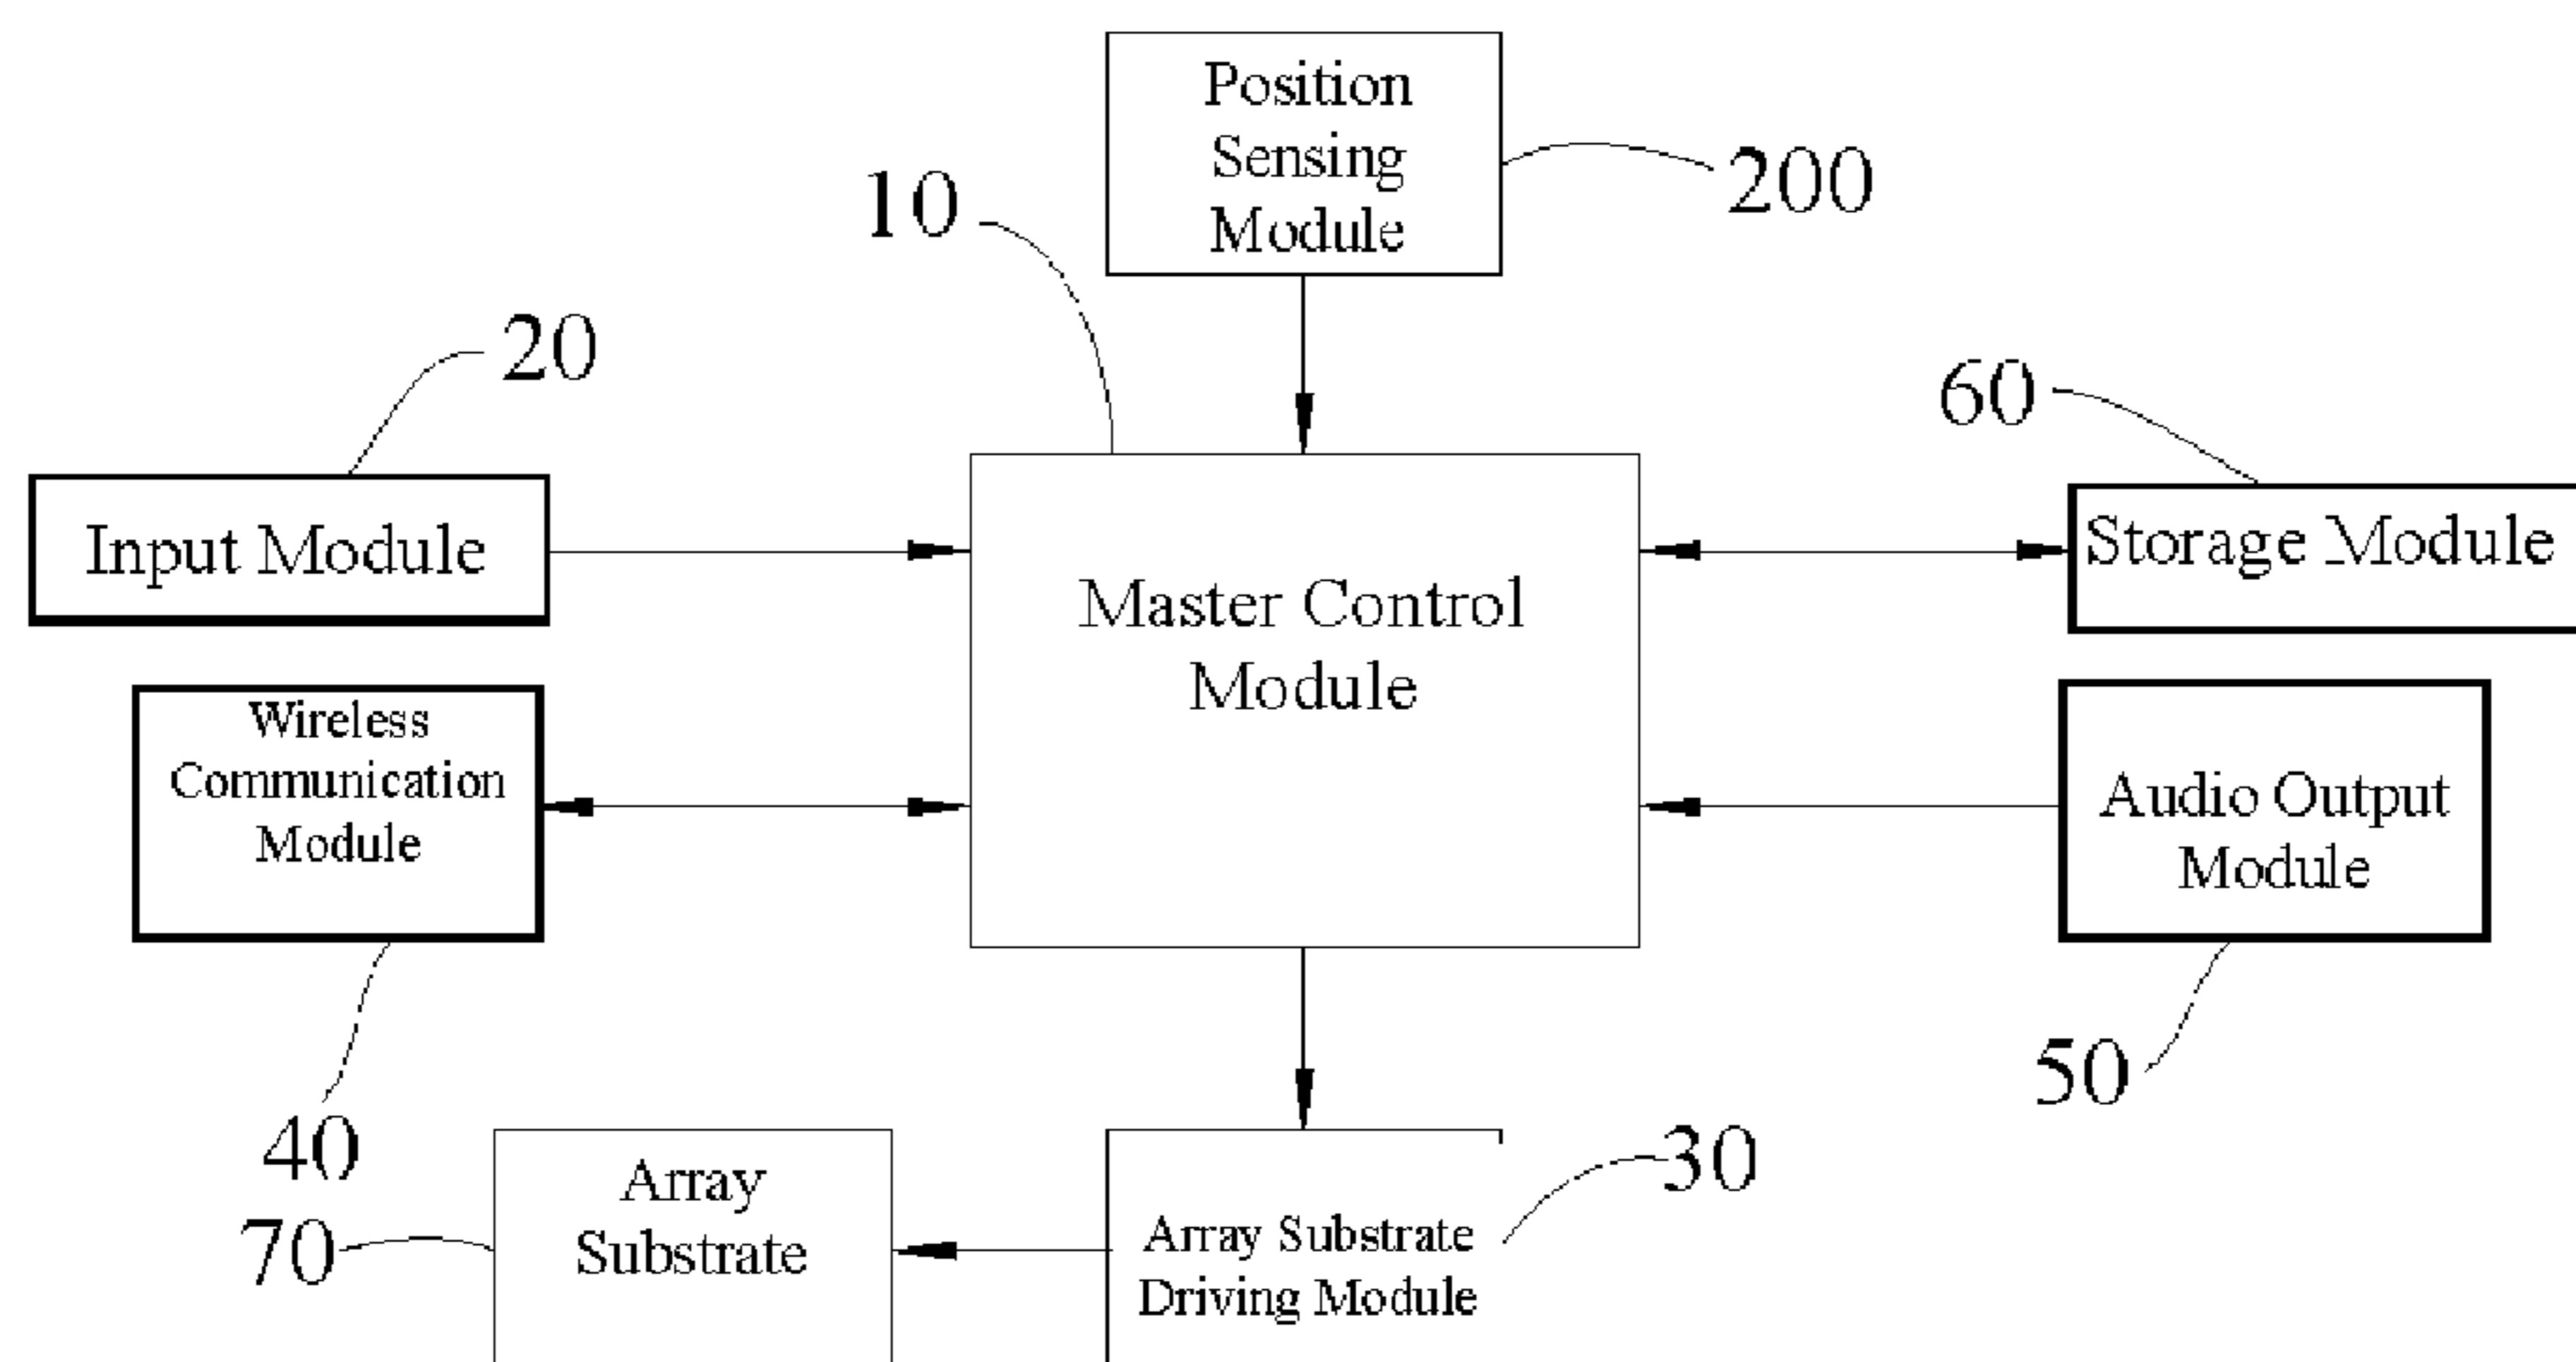 Position
Sensing
Module
200
10
20
60
Input Module
Master Control
Module
Storage Module
Wireless
Communication
Module
Audio Output
Module
40
50
Array
Substrate
70
30
Array Substrate
Driving Module